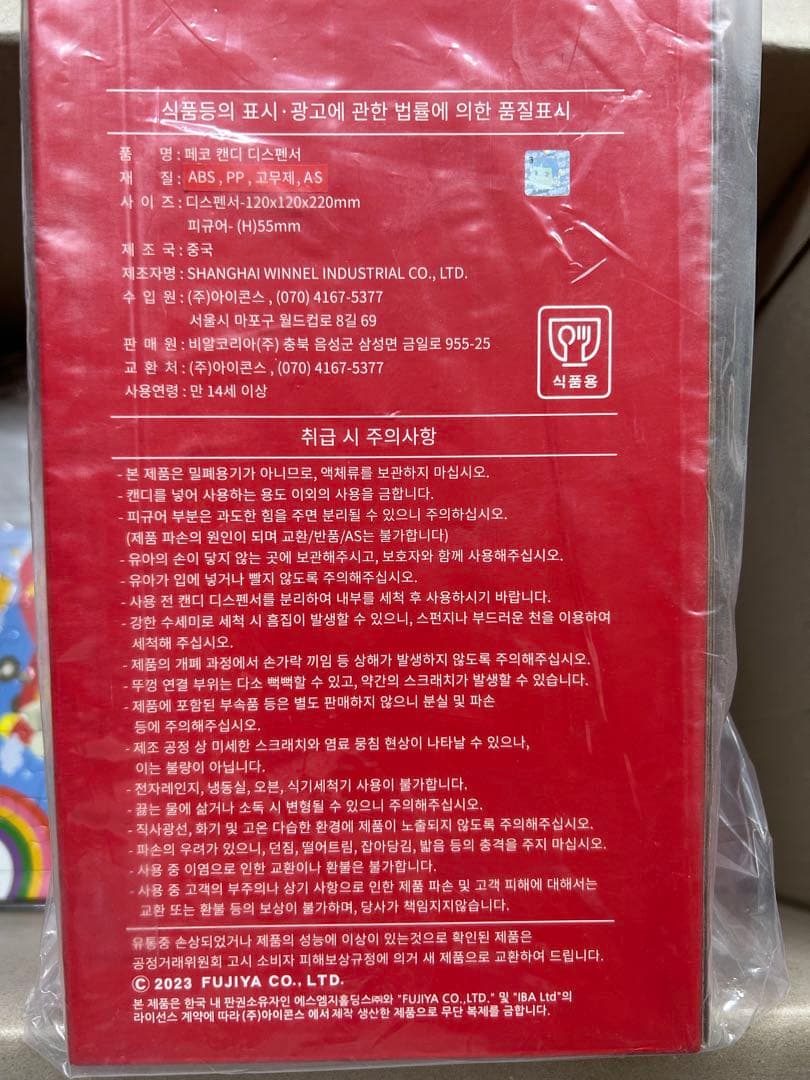 식품등의 표시·광고에 관한 법률에 의한 품질표시
품 명 : 페코 캔디 디스펜서
재 질 : ABS , PP , 고무제, AS
사 이 즈 : 디스펜서-120x120x220mm
피규어- (H)55mm
제 조 국 : 중국
제조자명 : SHANGHAI WINNEL INDUSTRIAL CO., LTD.
수 입 원 : (주)아이콘스 , (070) 4167-5377
서울시 마포구 월드컵로 8길 69
판 매 원 : 비알코리아(주) 충북 음성군 삼성면 금일로 955-25
교 환 처 : (주)아이콘스 , (070) 4167-5377
사용연령 : 만 14세 이상
식품용
취급 시 주의사항
- 본 제품은 밀폐용기가 아니므로, 액체류를 보관하지 마십시오.
- 캔디를 넣어 사용하는 용도 이외의 사용을 금합니다.
- 피규어 부분은 과도한 힘을 주면 분리될 수 있으니 주의하십시오.
(제품 파손의 원인이 되며 교환/반품/AS는 불가합니다)
- 유아의 손이 닿지 않는 곳에 보관해주시고, 보호자와 함께 사용해주십시오.
- 유아가 입에 넣거나 빨지 않도록 주의해주십시오.
- 사용 전 캔디 디스펜서를 분리하여 내부를 세척 후 사용하시기 바랍니다.
- 강한 수세미로 세척 시 흠집이 발생할 수 있으니, 스펀지나 부드러운 천을 이용하여
세척해 주십시오.
- 제품의 개폐 과정에서 손가락 끼임 등 상해가 발생하지 않도록 주의해주십시오.
- 뚜껑 연결 부위는 다소 뻑뻑할 수 있고, 약간의 스크래치가 발생할 수 있습니다.
- 제품에 포함된 부속품 등은 별도 판매하지 않으니 분실 및 파손
등에 주의해주십시오.
- 제조 공정 상 미세한 스크래치와 염료 뭉침 현상이 나타날 수 있으나,
이는 불량이 아닙니다.
- 전자레인지, 냉동실, 오븐, 식기세척기 사용이 불가합니다.
- 끓는 물에 삶거나 소독 시 변형될 수 있으니 주의해주십시오.
- 직사광선, 화기 및 고온 다습한 환경에 제품이 노출되지 않도록 주의해주십시오.
- 파손의 우려가 있으니, 던짐, 떨어트림, 잡아당김, 밟음 등의 충격을 주지 마십시오.
- 사용 중 이염으로 인한 교환이나 환불은 불가합니다.
- 사용 중 고객의 부주의나 상기 사항으로 인한 제품 파손 및 고객 피해에 대해서는
교환 또는 환불 등의 보상이 불가하며, 당사가 책임지지않습니다.
유통중 손상되었거나 제품의 성능에 이상이 있는것으로 확인된 제품은
공정거래위원회 고시 소비자 피해보상규정에 의거 새 제품으로 교환하여 드립니다.
© 2023 FUJIYA CO., LTD.
본 제품은 한국 내 판권소유자인 에스엠지홀딩스㈜와 "FUJIYA CO.,LTD." 및 "IBA Ltd"의
라이선스 계약에 따라 (주)아이콘스 에서 제작 생산한 제품으로 무단 복제를 금합니다.